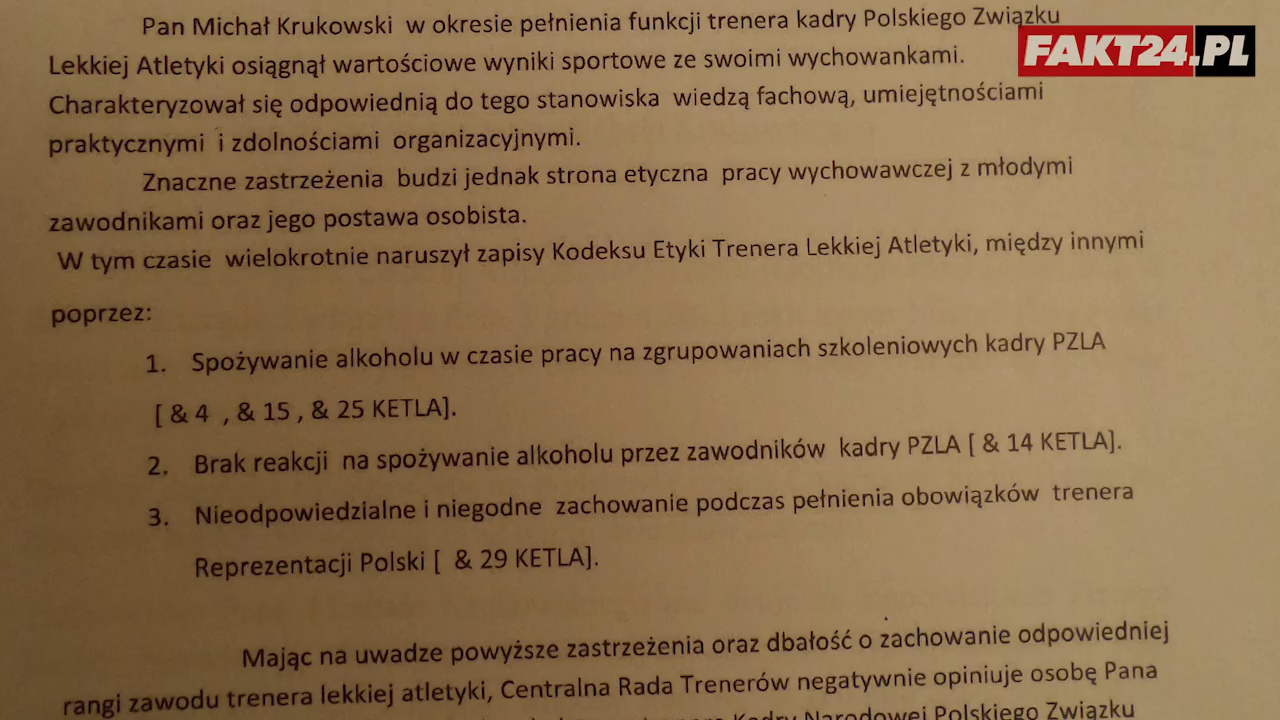 FAKT24.PL
Pan Michał Krukowski w okresie pełnienia funkcji trenera kadry Polskiego Związku
Lekkiej Atletyki osiągnął wartościowe wyniki sportowe ze swoimi wychowankami.
Charakteryzował się odpowiednią do tego stanowiska wiedzą fachową, umiejętnościami
praktycznymi i zdolnościami organizacyjnymi.
Znaczne zastrzeżenia budzi jednak strona etyczna pracy wychowawczej z młodymi
zawodnikami oraz jego postawa osobista.
W tym czasie wielokrotnie naruszył zapisy Kodeksu Etyki Trenera Lekkiej Atletyki, między innymi
poprzez:
1. Spożywanie alkoholu w czasie pracy na zgrupowaniach szkoleniowych kadry PZLA
[ & 4 , & 15 , & 25 KETLA].
2. Brak reakcji na spożywanie alkoholu przez zawodników kadry PZLA [ & 14 KETLA].
3. Nieodpowiedzialne i niegodne zachowanie podczas pełnienia obowiązków trenera
Reprezentacji Polski [ & 29 KETLA].
Mając na uwadze powyższe zastrzeżenia oraz dbałość o zachowanie odpowiedniej
rangi zawodu trenera lekkiej atletyki, Centralna Rada Trenerów negatywnie opiniuje osobę Pana
Kadry Narodowej Polskiego Związku